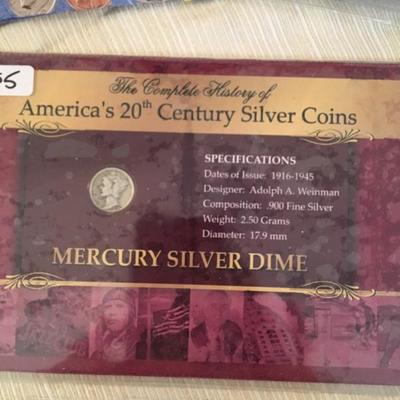 55
The Complete History of
America's 20th Century Silver Coins
SPECIFICATIONS
Dates of Issue: 1916-1945
Designer: Adolph A. Weinman
Composition: .900 Fine Silver
Weight: 2.50 Grams
Diameter: 17.9 mm
MERCURY SILVER DIME